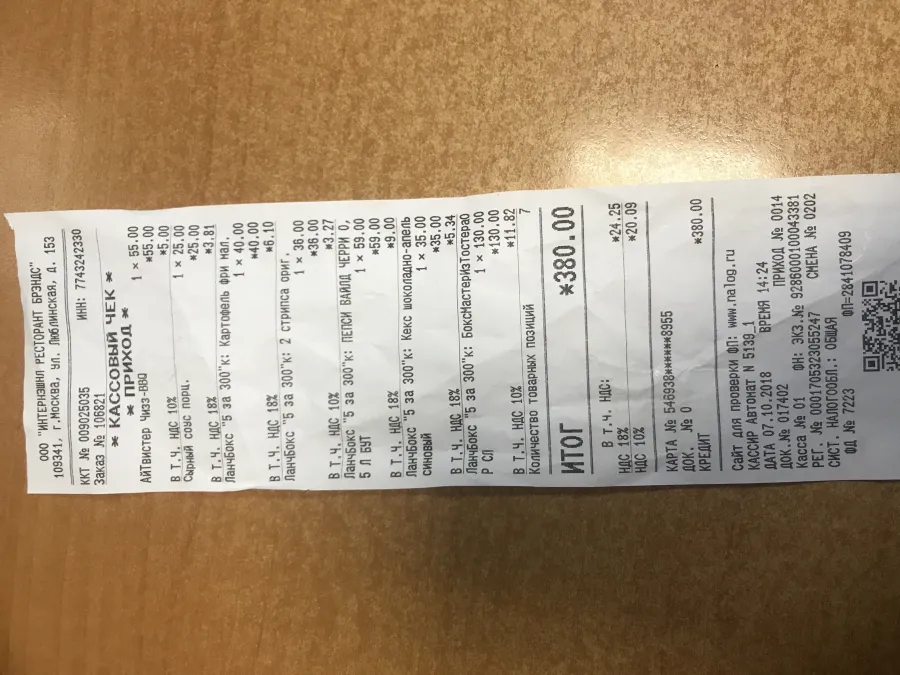 ООО "ИНТЕРНЭШНЛ РЕСТОРАНТ БРЭНДС"
109341, г.Москва, ул. Люблинская, д. 153
ККТ № 009025035 ИНН: 7743242330
Заказ № 106821
* КАССОВЫЙ ЧЕК *
* ПРИХОД *
АйТвистер Чизз-BBQ
1 × 55.00
*55.00
В Т.Ч. НДС 10% *5.00
Сырный соус порц. 1 × 25.00
*25.00
В Т.Ч. НДС 18% *3.81
ЛанчБокс "5 за 300"к: Картофель фри мал.
1 × 40.00
*40.00
В Т.Ч. НДС 18% *6.10
ЛанчБокс "5 за 300"к: 2 стрипса ориг.
1 × 36.00
*36.00
В Т.Ч. НДС 10% *3.27
ЛанчБокс "5 за 300"к: ПЕПСИ ВАЙЛД ЧЕРРИ 0,
5 Л БУТ 1 × 59.00
*59.00
В Т.Ч. НДС 18% *9.00
ЛанчБокс "5 за 300"к: Кекс шоколадно-апель
синовый 1 × 35.00
*35.00
В Т.Ч. НДС 18% *5.34
ЛанчБокс "5 за 300"к: БоксМастерИзТостераО
Р СЛ 1 × 130.00
*130.00
В Т.Ч. НДС 10% *11.82
Количество товарных позиций 7
ИТОГ *380.00
В Т.Ч. НДС:
НДС 18% *24.25
НДС 10% *20.09
КАРТА № 546938******8955
ДОК. № 0
КРЕДИТ *380.00
Сайт для проверки ФП: www.nalog.ru
КАССИР Автомат N 5139_1
ДАТА 07.10.2018 ВРЕМЯ 14:24
ДОК.№ 017402 ПРИХОД № 0014
Касса № 01 ФН: ЭКЗ.№ 9286000100043381
РЕГ. № 0001705323055247 СМЕНА № 0202
СИСТ. НАЛОГООБЛ.: ОБЩАЯ
ФД № 7223 ФП=2841078409